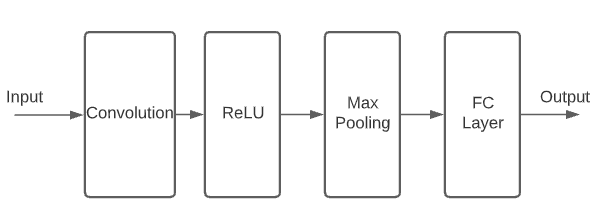 Input
Convolution
ReLU
Max
Pooling
FC
Layer
Output